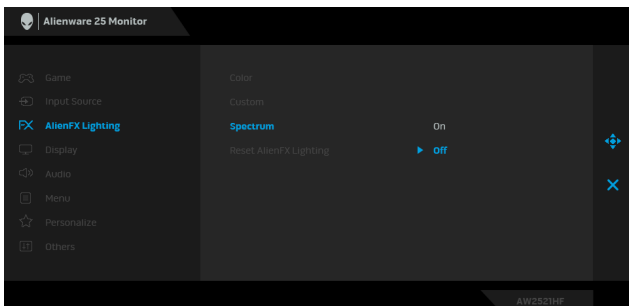 Alienware 25 Monitor
Game
Color
Input Source
Custom
FX AlienFX Lighting
Spectrum On
Display
Reset AlienFX Lighting Off
Audio
Menu
Personalize
Others
AW2521HF